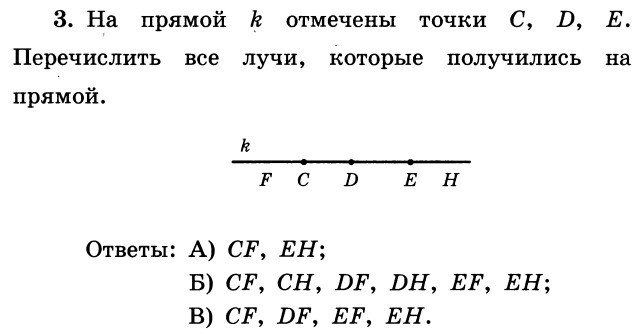 3. На прямой k отмечены точки C, D, E.
Перечислить все лучи, которые получились на
прямой.
k
F C D E H
Ответы: А) CF, EH;
Б) CF, CH, DF, DH, EF, EH;
В) CF, DF, EF, EH.